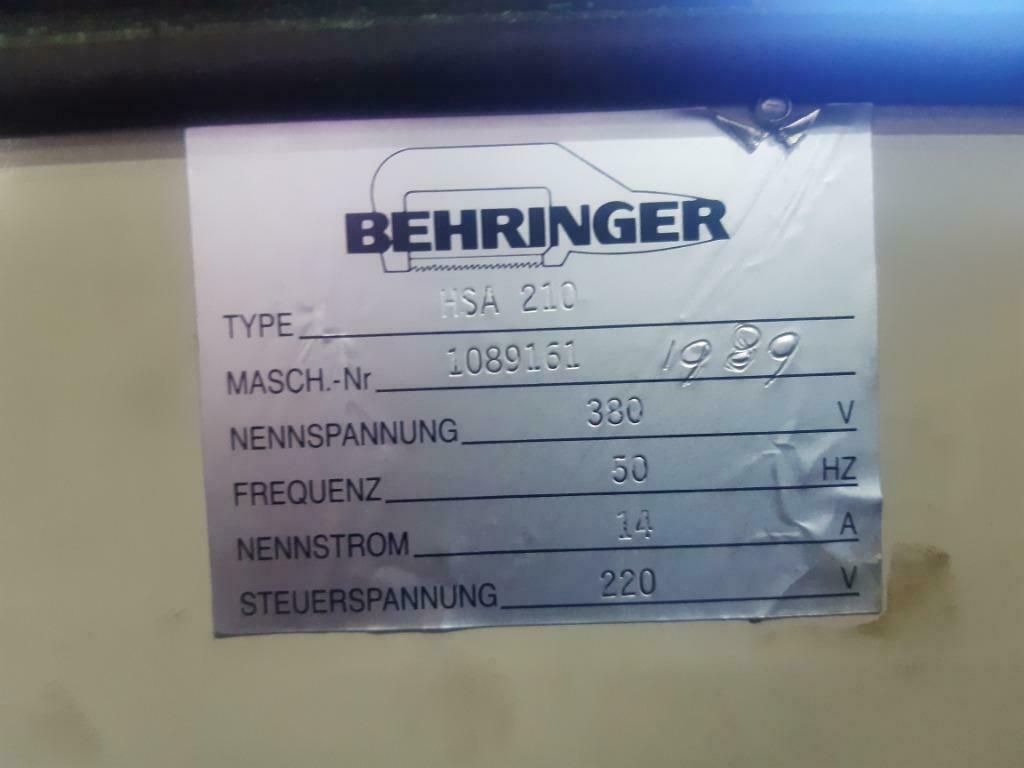 BEHRINGER
TYPE HSA 210
MASCH.-Nr 1089161 1989
NENNSPANNUNG 380 V
FREQUENZ 50 HZ
NENNSTROM 14 A
STEUERSPANNUNG 220 V